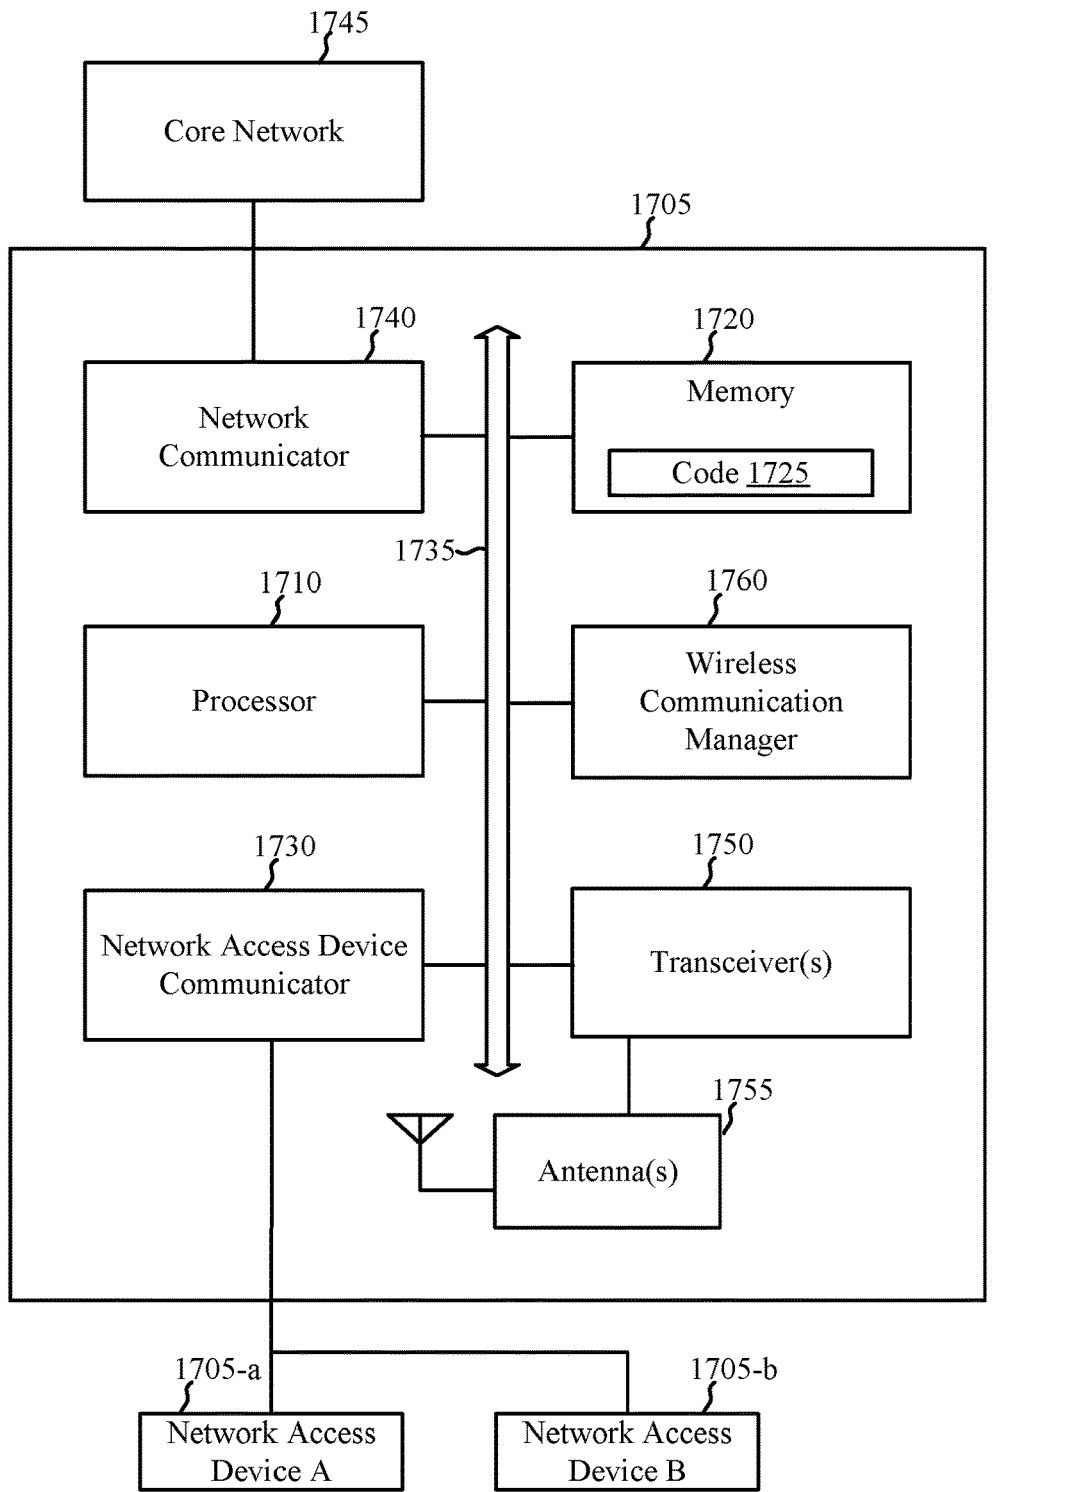 1745
Core Network
1705
1740
Network
Communicator
1720
Memory
Code 1725
1735
1710
Processor
1760
Wireless
Communication
Manager
1730
Network Access Device
Communicator
1750
Transceiver(s)
1755
Antenna(s)
1705-a
Network Access
Device A
1705-b
Network Access
Device B